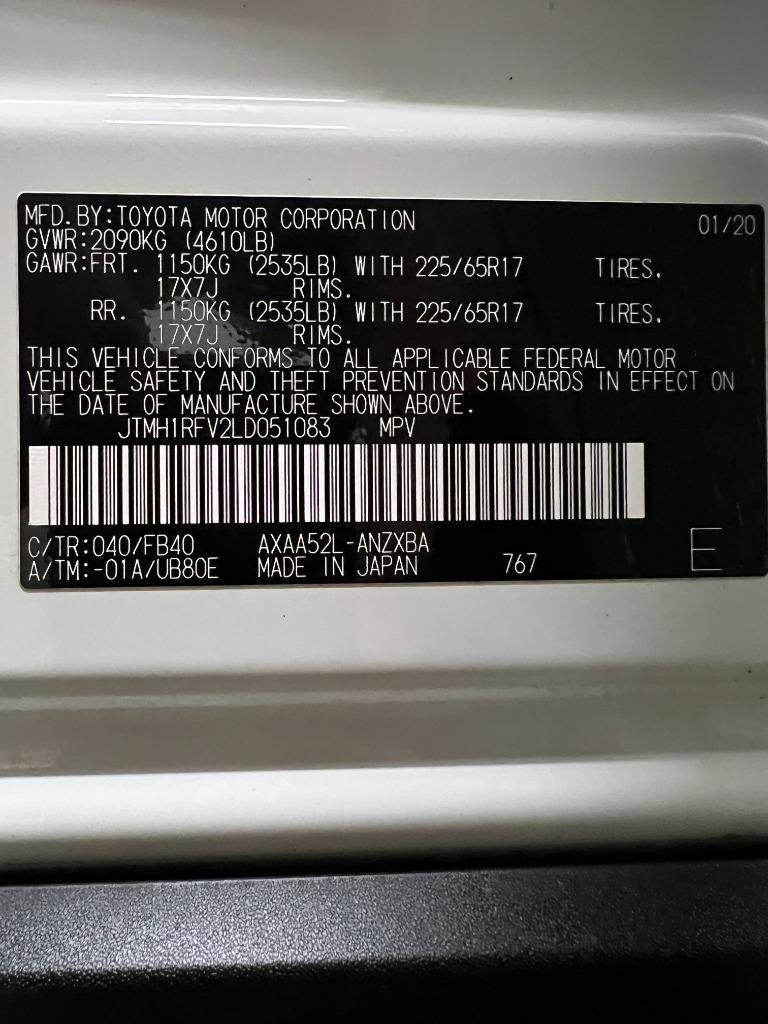 MFD.BY:TOYOTA MOTOR CORPORATION 01/20
GVWR:2090KG (4610LB)
GAWR:FRT. 1150KG (2535LB) WITH 225/65R17 TIRES,
17X7J RIMS.
RR. 1150KG (2535LB) WITH 225/65R17 TIRES,
17X7J RIMS.
THIS VEHICLE CONFORMS TO ALL APPLICABLE FEDERAL MOTOR
VEHICLE SAFETY AND THEFT PREVENTION STANDARDS IN EFFECT ON
THE DATE OF MANUFACTURE SHOWN ABOVE.
JTMH1RFV2LD051083 MPV
C/TR:040/FB40 AXAA52L-ANZXBA
A/TM:-01A/UB80E MADE IN JAPAN 767 E